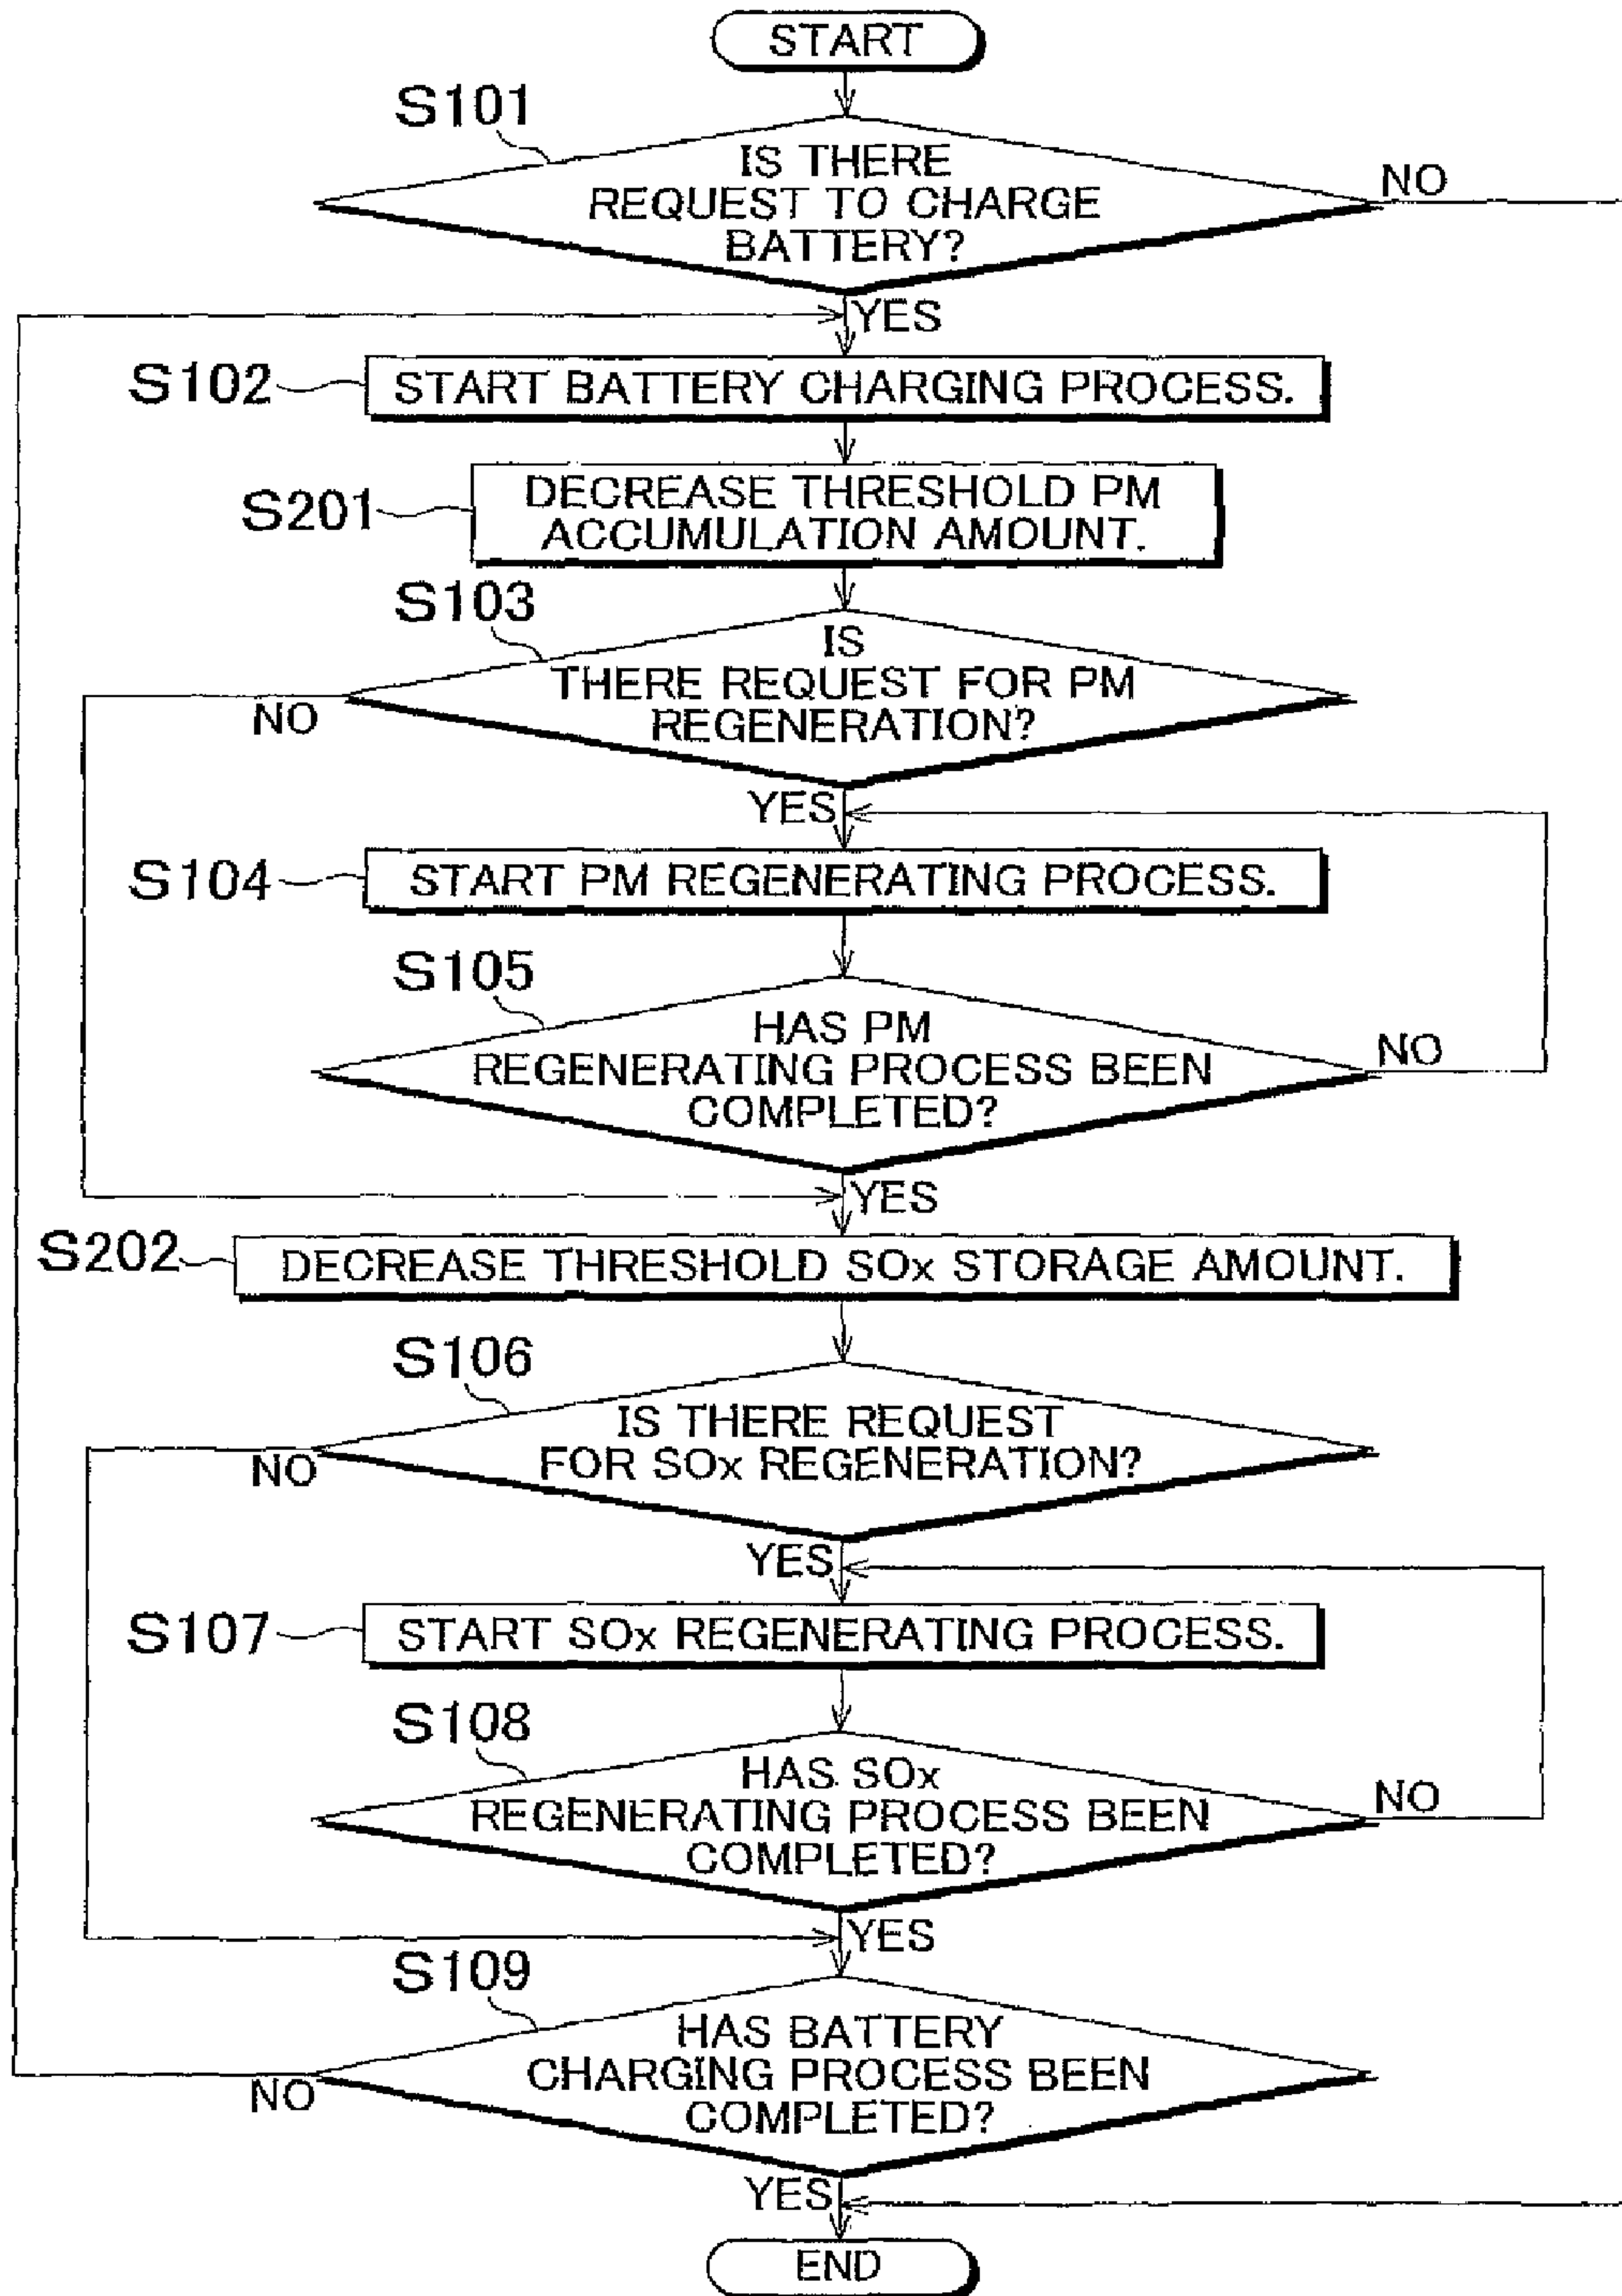 START
S101
IS THERE
REQUEST TO CHARGE
BATTERY?
NO
YES
S102
START BATTERY CHARGING PROCESS.
S201
DECREASE THRESHOLD PM
ACCUMULATION AMOUNT.
S103
IS
THERE REQUEST FOR PM
REGENERATION?
NO
YES
S104
START PM REGENERATING PROCESS.
S105
HAS PM
REGENERATING PROCESS BEEN
COMPLETED?
NO
YES
S202
DECREASE THRESHOLD SOx STORAGE AMOUNT.
S106
IS THERE REQUEST
FOR SOx REGENERATION?
NO
YES
S107
START SOx REGENERATING PROCESS.
S108
HAS SOx
REGENERATING PROCESS BEEN
COMPLETED?
NO
YES
S109
HAS BATTERY
CHARGING PROCESS BEEN
COMPLETED?
NO
YES
END